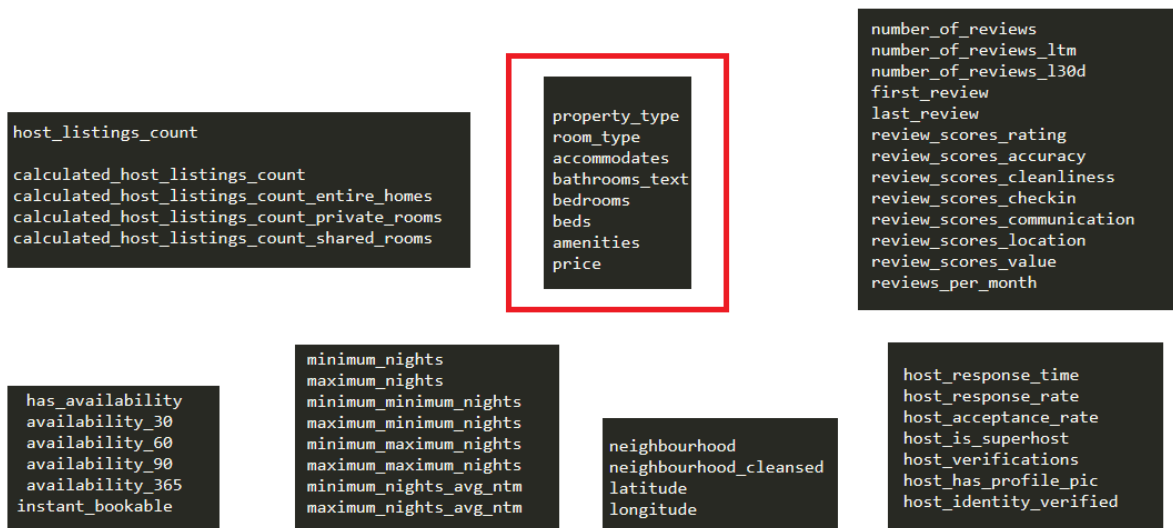 host_listings_count
calculated_host_listings_count
calculated_host_listings_count_entire_homes
calculated_host_listings_count_private_rooms
calculated_host_listings_count_shared_rooms
property_type
room_type
accommodates
bathrooms_text
bedrooms
beds
amenities
price
number_of_reviews
number_of_reviews_ltm
number_of_reviews_l30d
first_review
last_review
review_scores_rating
review_scores_accuracy
review_scores_cleanliness
review_scores_checkin
review_scores_communication
review_scores_location
review_scores_value
reviews_per_month
has_availability
availability_30
availability_60
availability_90
availability_365
instant_bookable
minimum_nights
maximum_nights
minimum_minimum_nights
maximum_minimum_nights
minimum_maximum_nights
maximum_maximum_nights
minimum_nights_avg_ntm
maximum_nights_avg_ntm
neighbourhood
neighbourhood_cleansed
latitude
longitude
host_response_time
host_response_rate
host_acceptance_rate
host_is_superhost
host_verifications
host_has_profile_pic
host_identity_verified